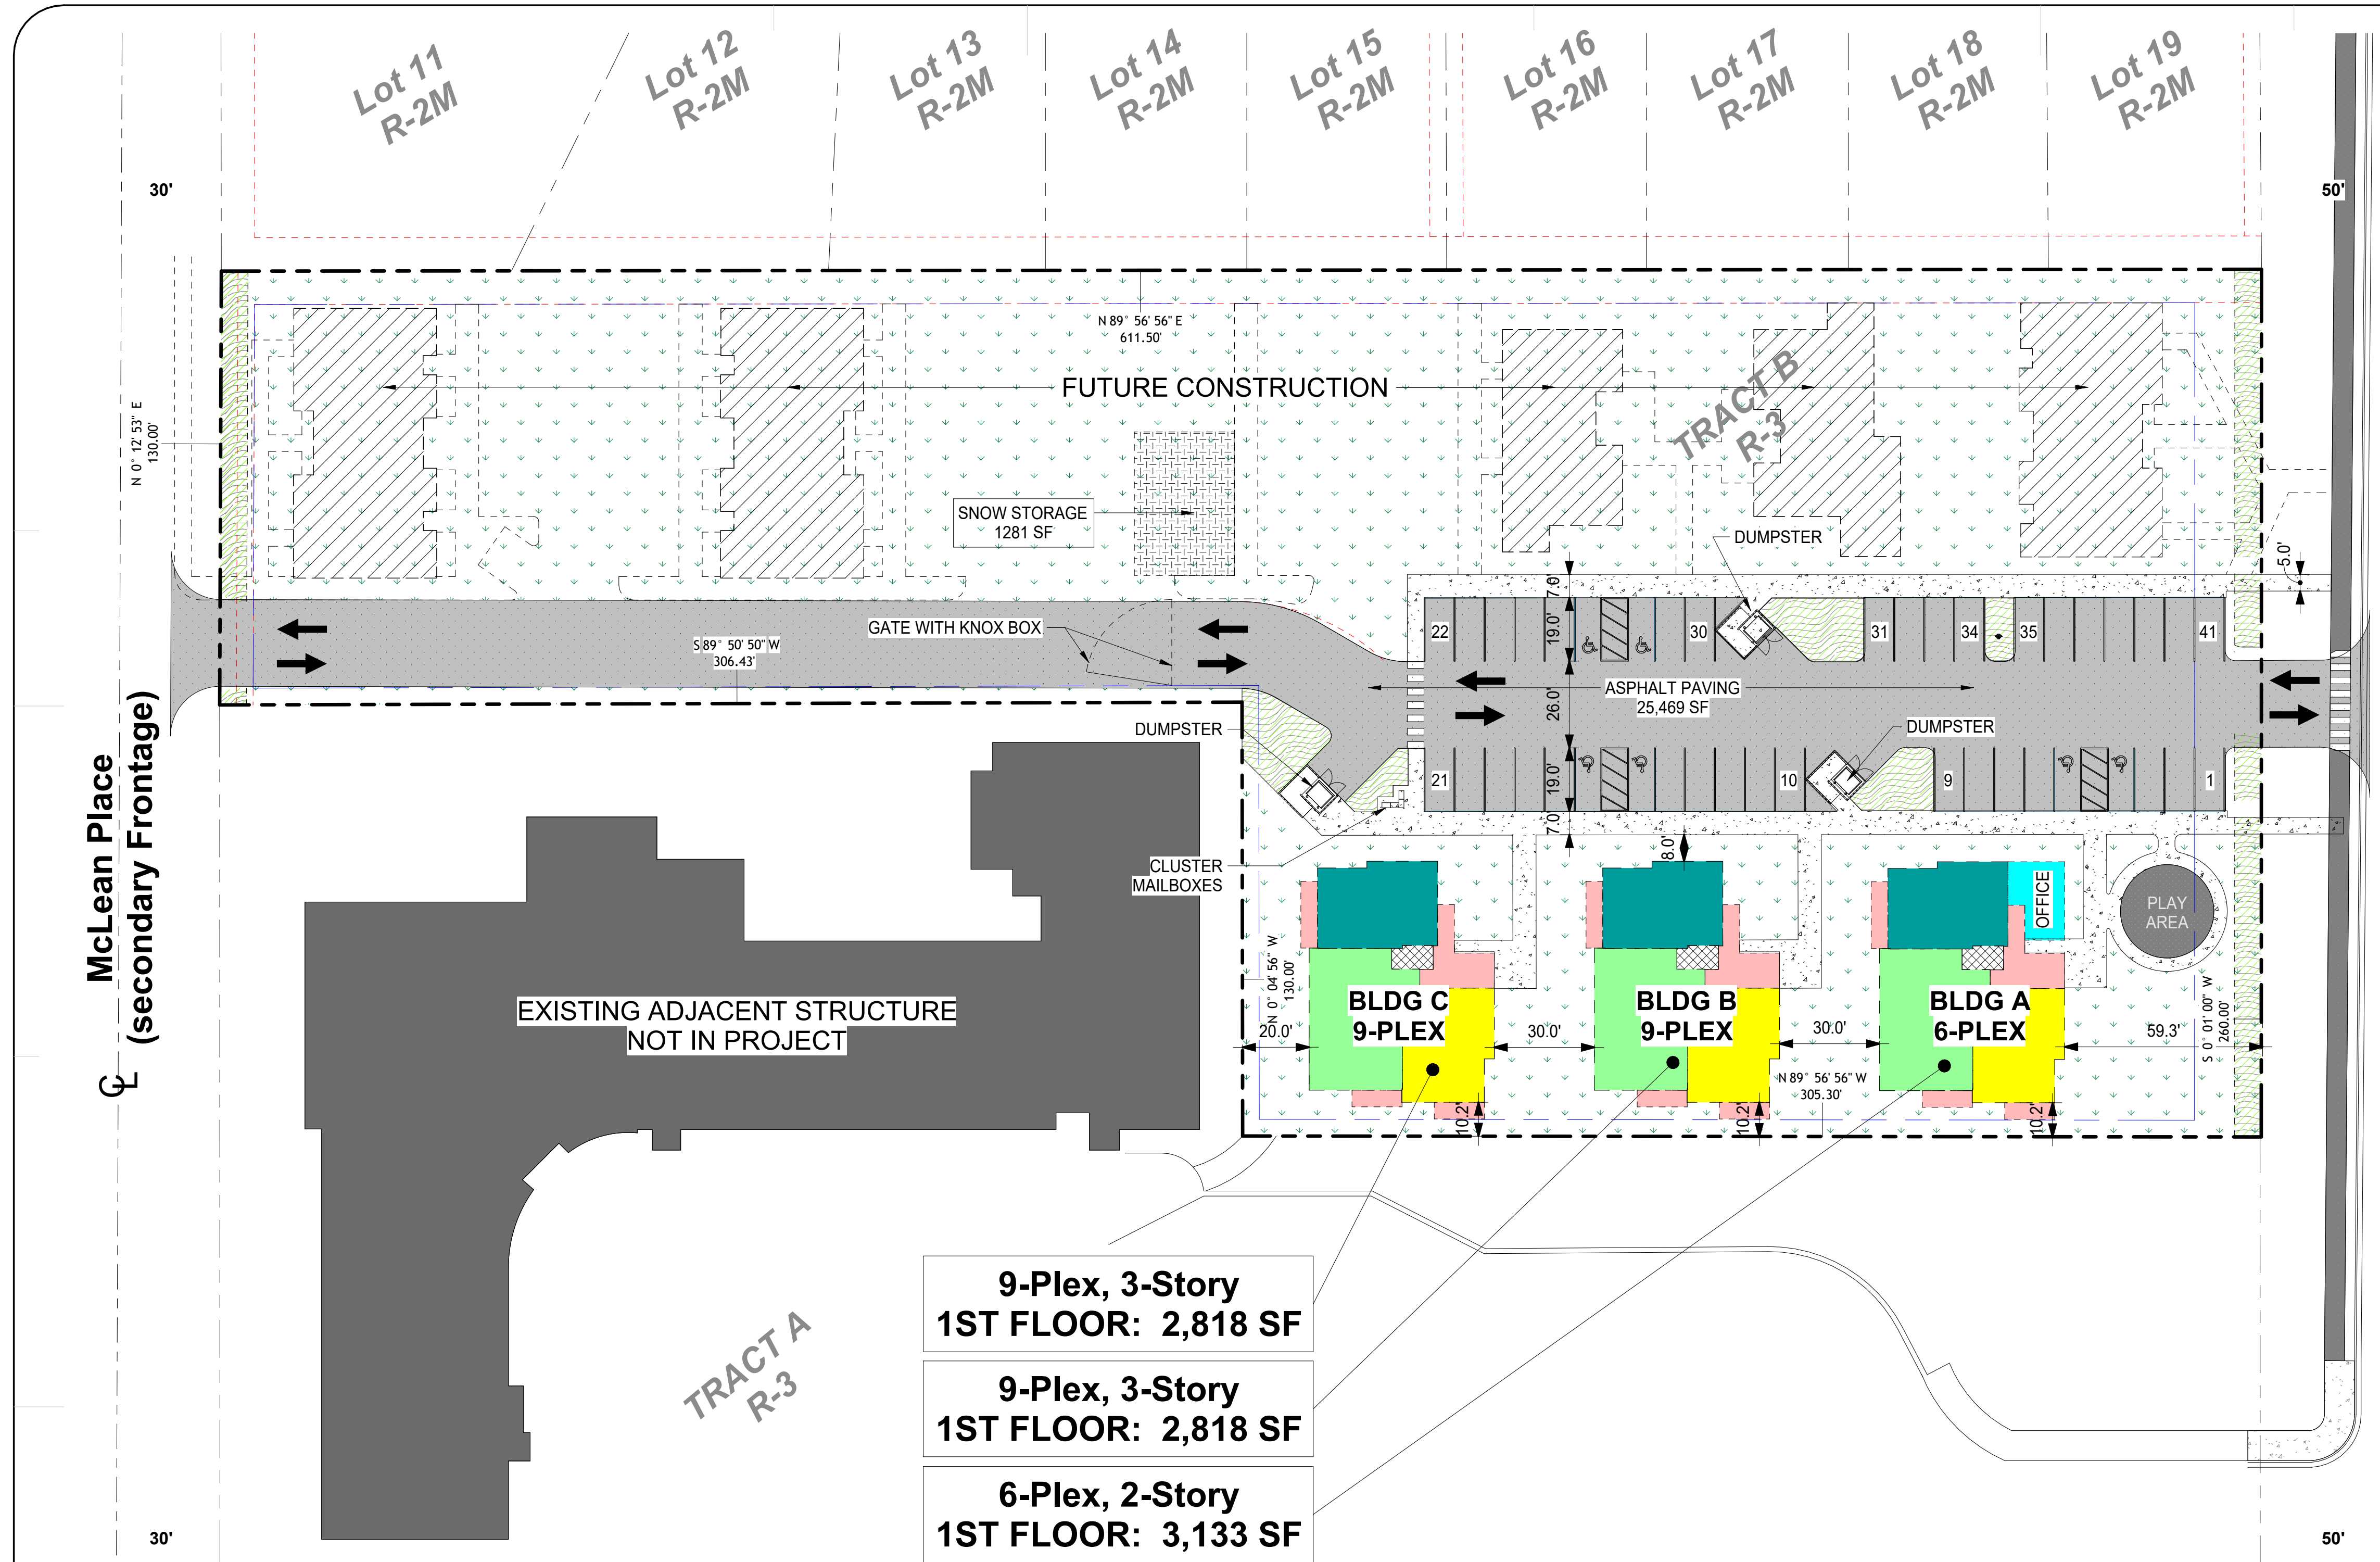 Lot 11
R-2M
Lot 12
R-2M
Lot 13
R-2M
Lot 14
R-2M
Lot 15
R-2M
Lot 16
R-2M
Lot 17
R-2M
Lot 18
R-2M
Lot 19
R-2M
30'
50'
N 89° 56' 56" E
611.50'
FUTURE CONSTRUCTION
TRACT B
R-3
N 0° 12' 53" E
130.00'
SNOW STORAGE
1281 SF
DUMPSTER
5.0'
7.0'
GATE WITH KNOX BOX
S 89° 50' 50" W
306.43'
22
19.0'
30
31
34
35
41
26.0'
ASPHALT PAVING
25,469 SF
DUMPSTER
DUMPSTER
21
19.0'
10
9
1
7.0'
8.0'
CLUSTER
MAILBOXES
OFFICE
PLAY
AREA
McLean Place
(secondary Frontage)
CL
EXISTING ADJACENT STRUCTURE
NOT IN PROJECT
N 0° 04' 56" W
130.00'
BLDG C
9-PLEX
BLDG B
9-PLEX
BLDG A
6-PLEX
20.0'
30.0'
30.0'
59.3'
S 0° 01' 00" W
260.00'
N 89° 56' 56" W
305.30'
10.2'
10.2'
10.2'
9-Plex, 3-Story
1ST FLOOR: 2,818 SF
9-Plex, 3-Story
1ST FLOOR: 2,818 SF
6-Plex, 2-Story
1ST FLOOR: 3,133 SF
TRACT A
R-3
30'
50'